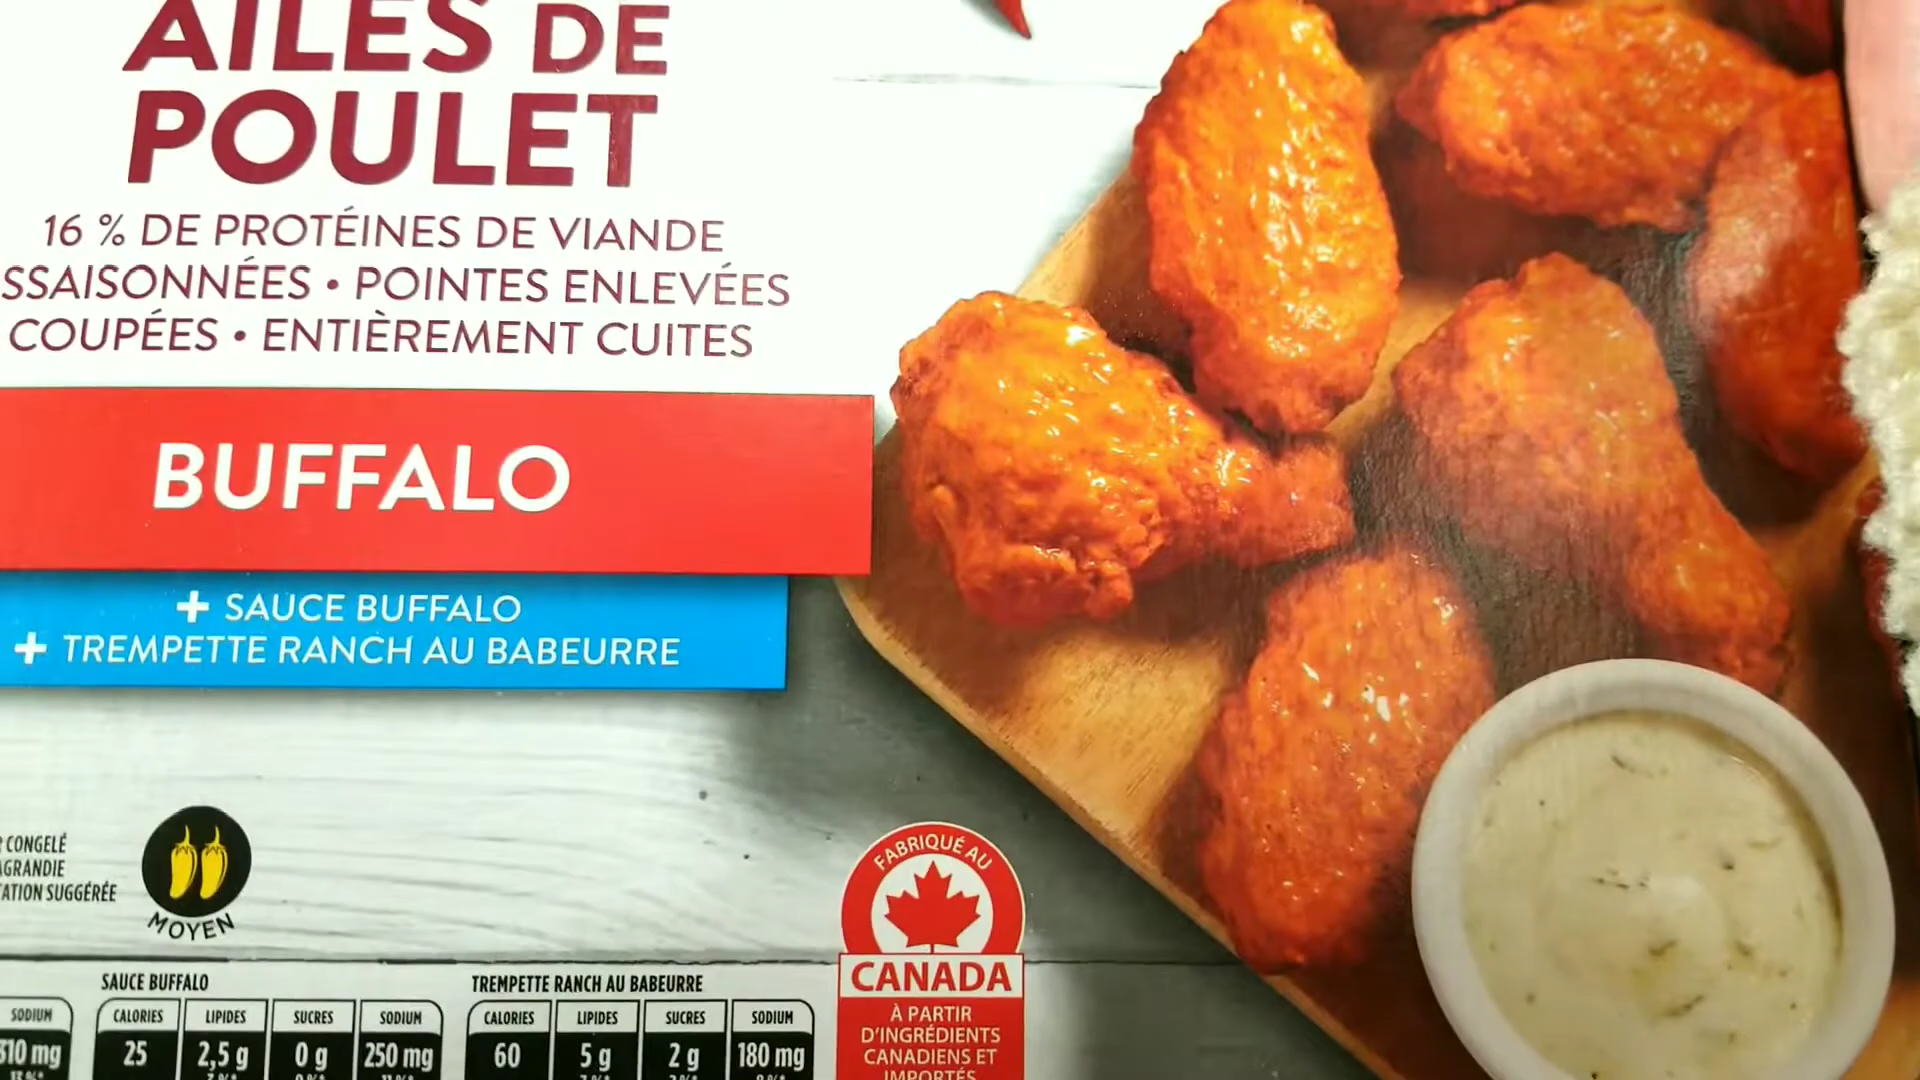 AILES DE
POULET
16 % DE PROTÉINES DE VIANDE
SSAISONNÉES • POINTES ENLEVÉES
COUPÉES • ENTIÈREMENT CUITES
BUFFALO
+ SAUCE BUFFALO
+ TREMPETTE RANCH AU BABEURRE
CONGELÉ
AGRANDIE
ATION SUGGÉRÉE
MOYEN
FABRIQUÉ AU
CANADA
À PARTIR
D'INGRÉDIENTS
CANADIENS ET
IMPORTÉS
SODIUM
310 mg
SAUCE BUFFALO
CALORIES LIPIDES SUCRES SODIUM
25 2,5 g 0 g 250 mg
TREMPETTE RANCH AU BABEURRE
CALORIES LIPIDES SUCRES SODIUM
60 5 g 2 g 180 mg